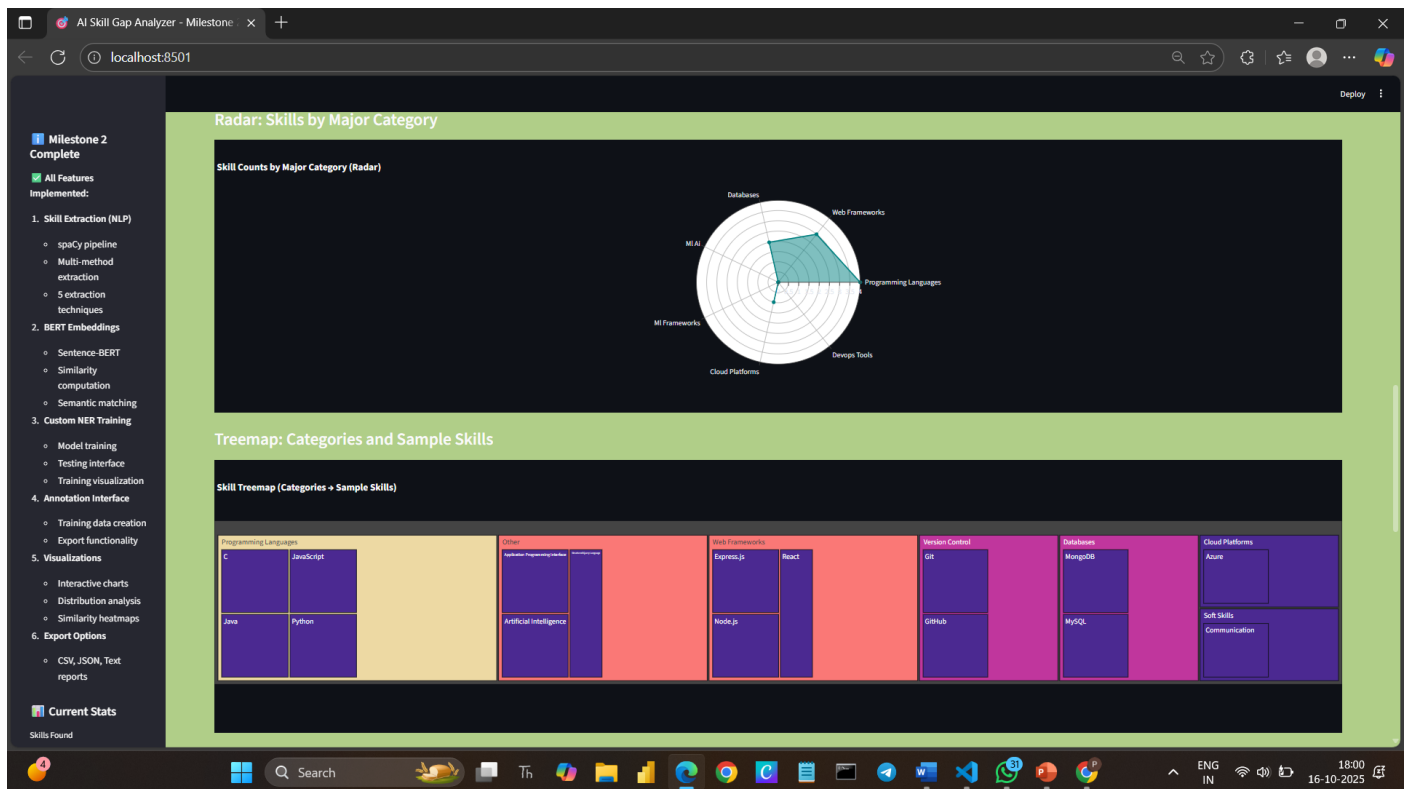 AI Skill Gap Analyzer - Milestone
localhost:8501
Deploy
Milestone 2
Complete
All Features
Implemented:
1. Skill Extraction (NLP)
spaCy pipeline
Multi-method
extraction
5 extraction
techniques
2. BERT Embeddings
Sentence-BERT
Similarity
computation
Semantic matching
3. Custom NER Training
Model training
Testing interface
Training visualization
4. Annotation Interface
Training data creation
Export functionality
5. Visualizations
Interactive charts
Distribution analysis
Similarity heatmaps
6. Export Options
CSV, JSON, Text
reports
Current Stats
Skills Found
Radar: Skills by Major Category
Skill Counts by Major Category (Radar)
Databases
Web Frameworks
Ml Ai
Programming Languages
Ml Frameworks
Devops Tools
Cloud Platforms
Treemap: Categories and Sample Skills
Skill Treemap (Categories → Sample Skills)
Programming Languages
C
JavaScript
Java
Python
Other
Application Programming Interface
Artificial Intelligence
Web Frameworks
Express.js
React
Node.js
Version Control
Git
GitHub
Databases
MongoDB
MySQL
Cloud Platforms
Azure
Soft Skills
Communication
4
Search
Th
31
P
ENG
IN
18:00
16-10-2025